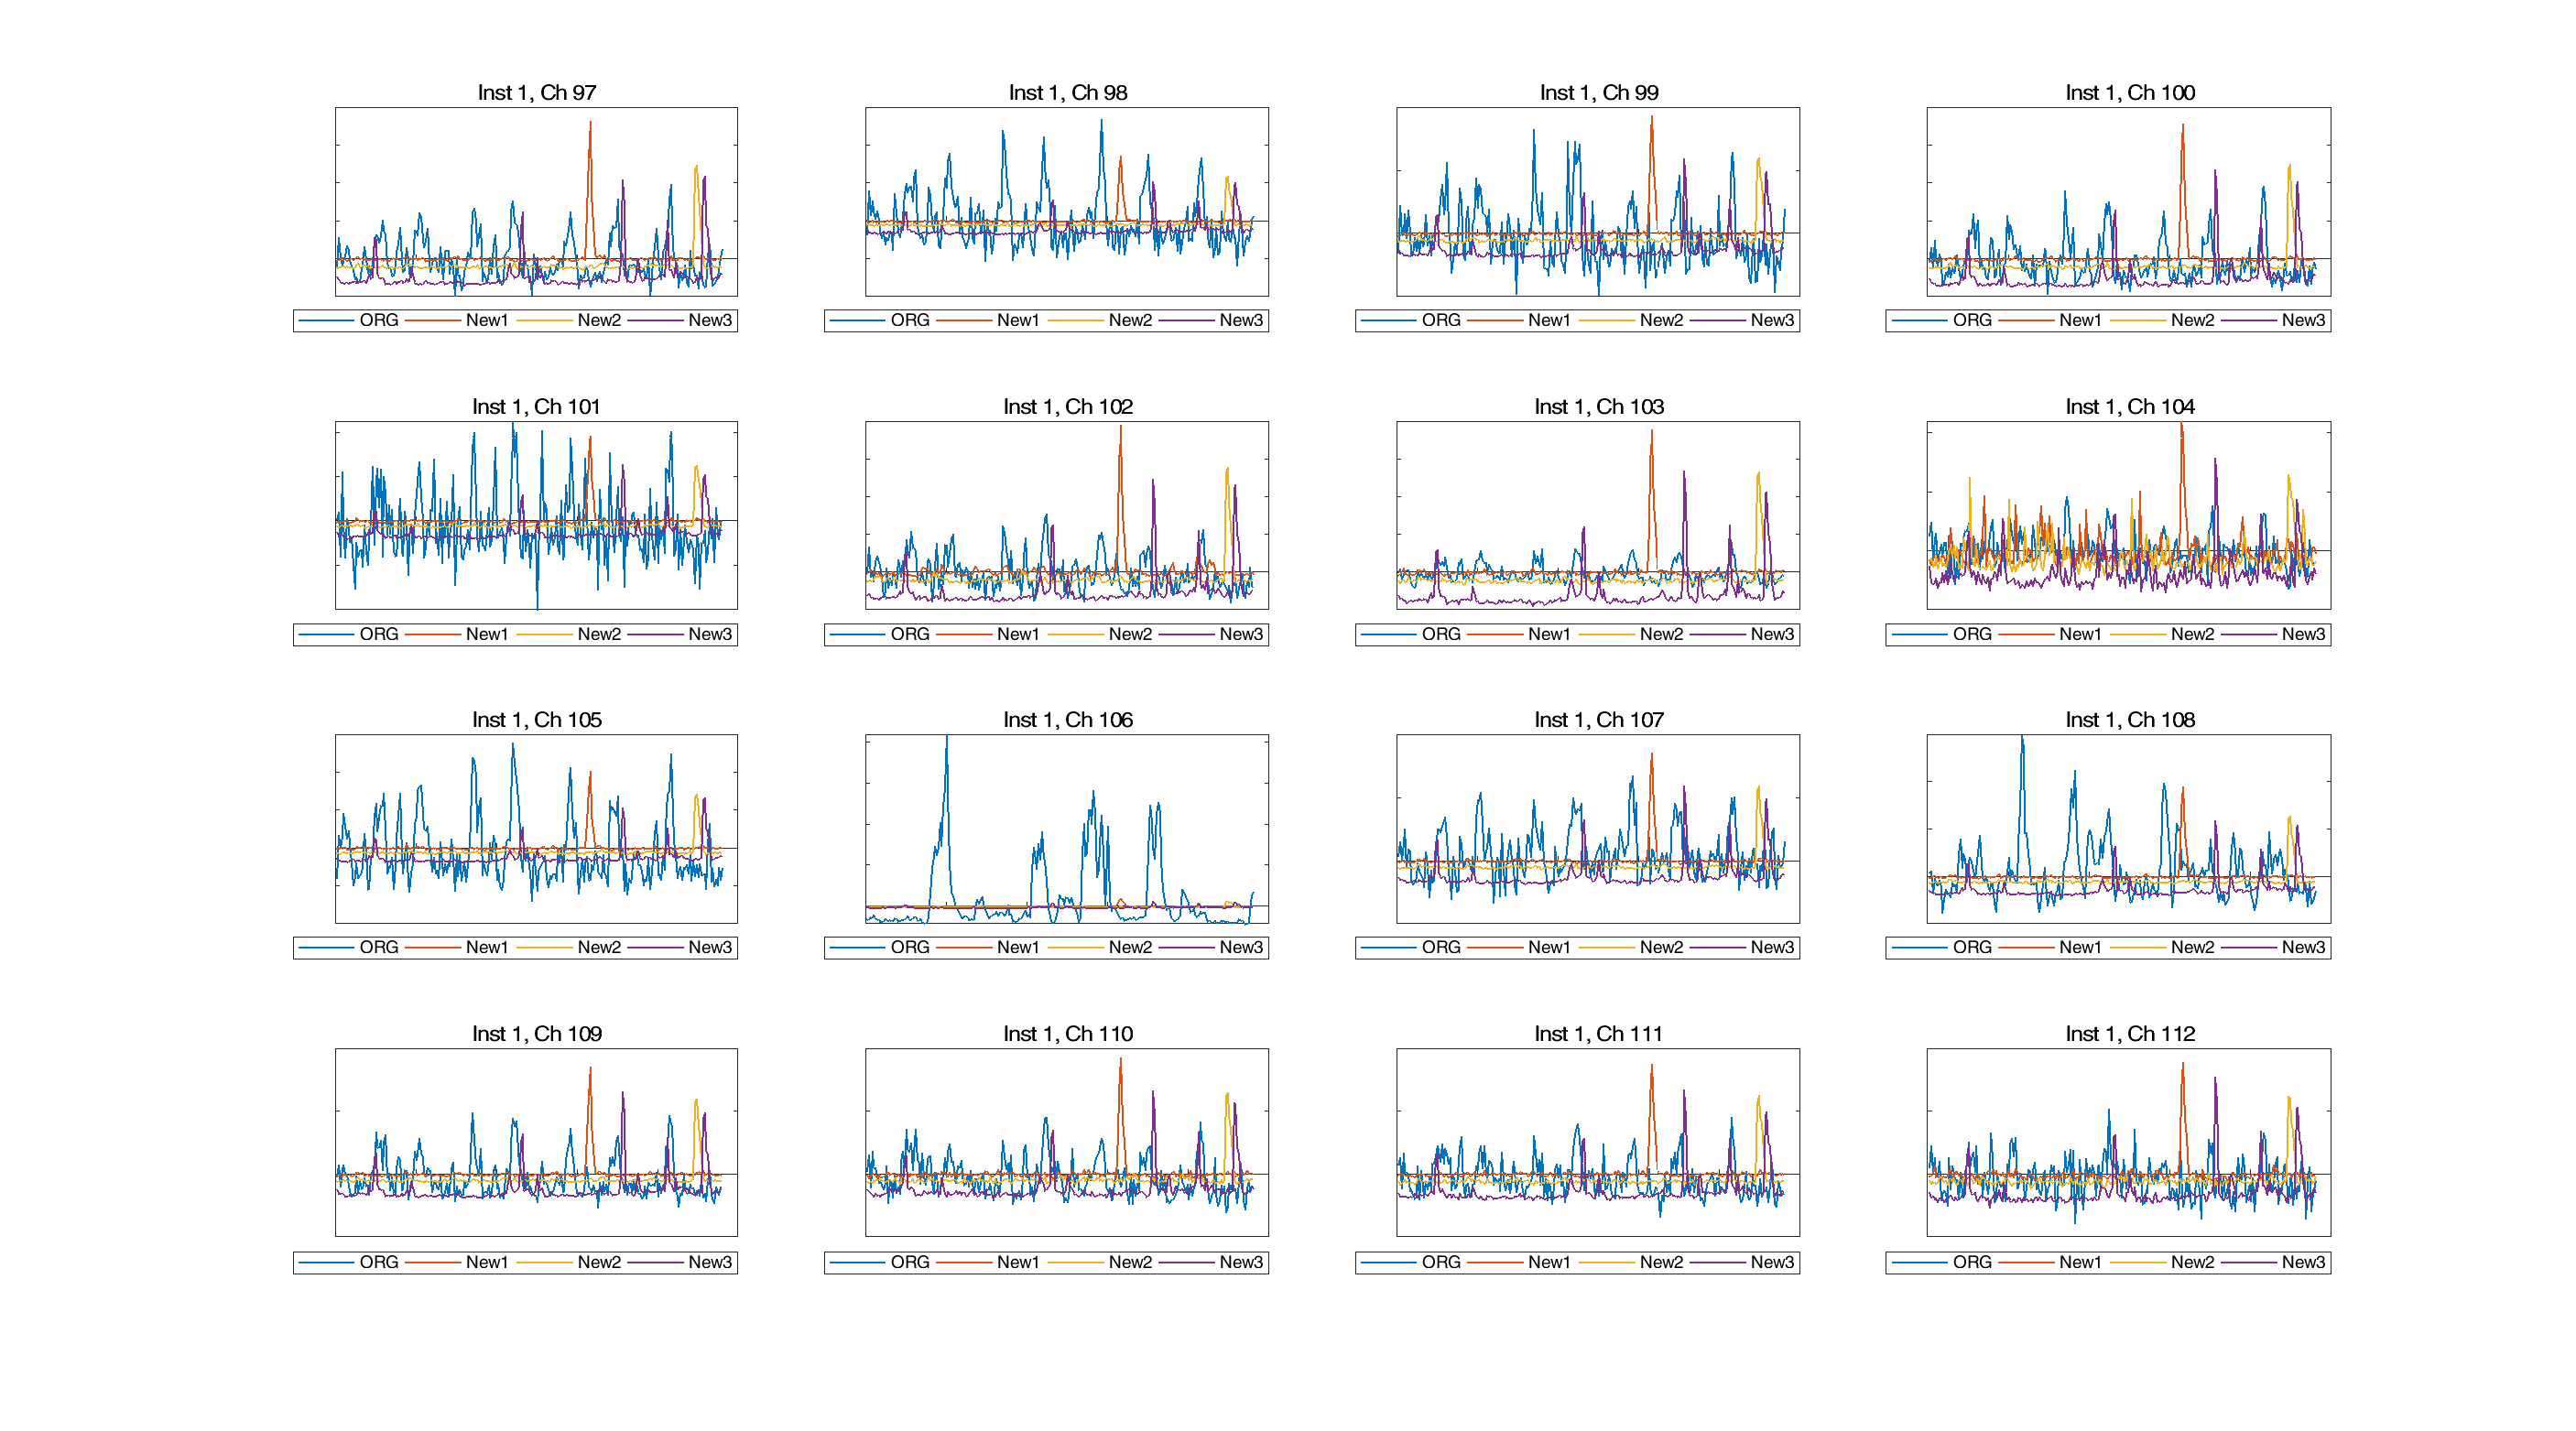 Inst 1, Ch 97
ORG New1 New2 New3
Inst 1, Ch 98
ORG New1 New2 New3
Inst 1, Ch 99
ORG New1 New2 New3
Inst 1, Ch 100
ORG New1 New2 New3
Inst 1, Ch 101
ORG New1 New2 New3
Inst 1, Ch 102
ORG New1 New2 New3
Inst 1, Ch 103
ORG New1 New2 New3
Inst 1, Ch 104
ORG New1 New2 New3
Inst 1, Ch 105
ORG New1 New2 New3
Inst 1, Ch 106
ORG New1 New2 New3
Inst 1, Ch 107
ORG New1 New2 New3
Inst 1, Ch 108
ORG New1 New2 New3
Inst 1, Ch 109
ORG New1 New2 New3
Inst 1, Ch 110
ORG New1 New2 New3
Inst 1, Ch 111
ORG New1 New2 New3
Inst 1, Ch 112
ORG New1 New2 New3